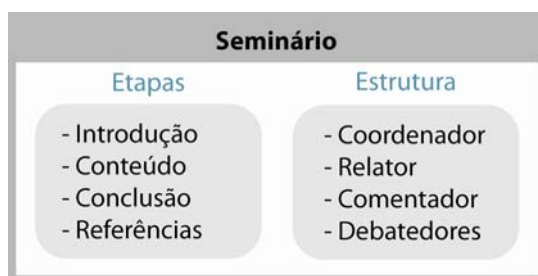 Seminário
Etapas
- Introdução
- Conteúdo
- Conclusão
- Referências
Estrutura
- Coordenador
- Relator
- Comentador
- Debatedores